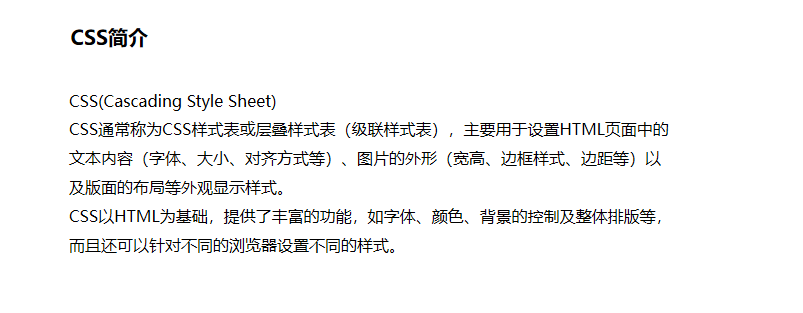 CSS简介
CSS(Cascading Style Sheet)
CSS通常称为CSS样式表或层叠样式表（级联样式表），主要用于设置HTML页面中的
文本内容（字体、大小、对齐方式等）、图片的外形（宽高、边框样式、边距等）以
及版面的布局等外观显示样式。
CSS以HTML为基础，提供了丰富的功能，如字体、颜色、背景的控制及整体排版等，
而且还可以针对不同的浏览器设置不同的样式。